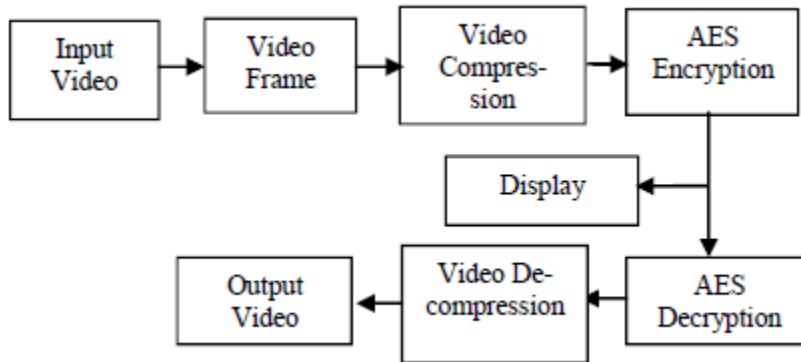 Input
Video
Video
Frame
Video
Compres-
sion
AES
Encryption
Display
Output
Video
Video De-
compression
AES
Decryption